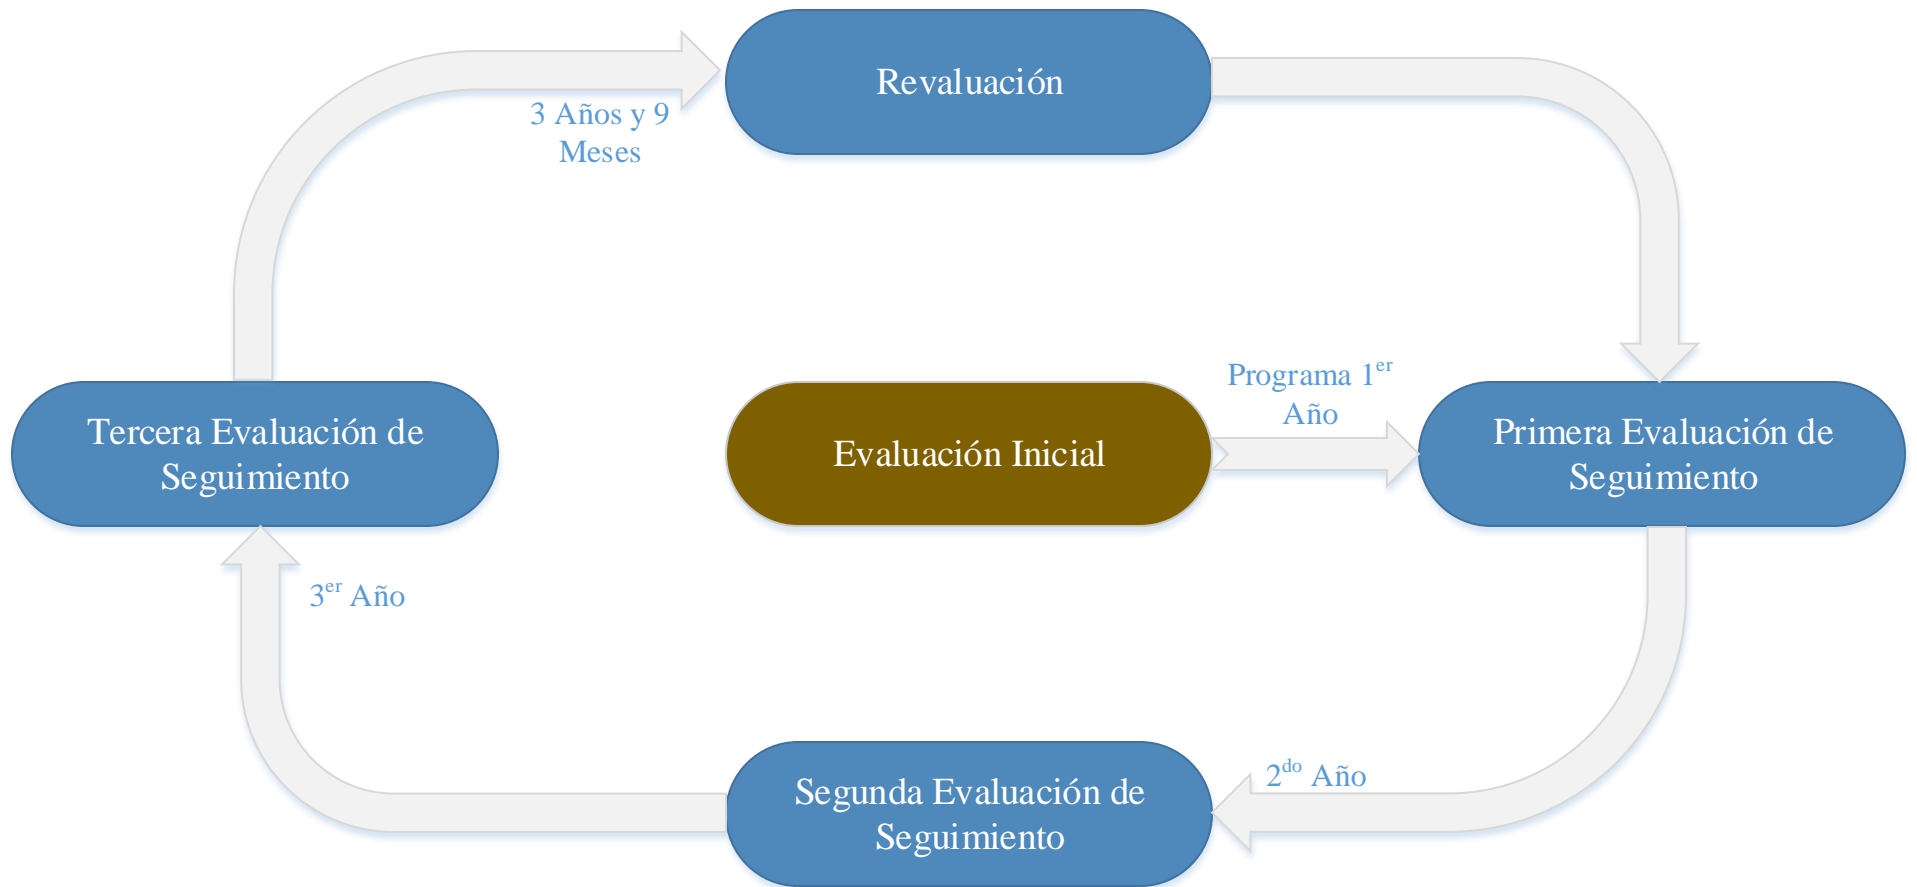 Revaluación
3 Años y 9
Meses
Programa 1er
Año
Tercera Evaluación de
Seguimiento
Evaluación Inicial
Primera Evaluación de
Seguimiento
3er Año
2do Año
Segunda Evaluación de
Seguimiento